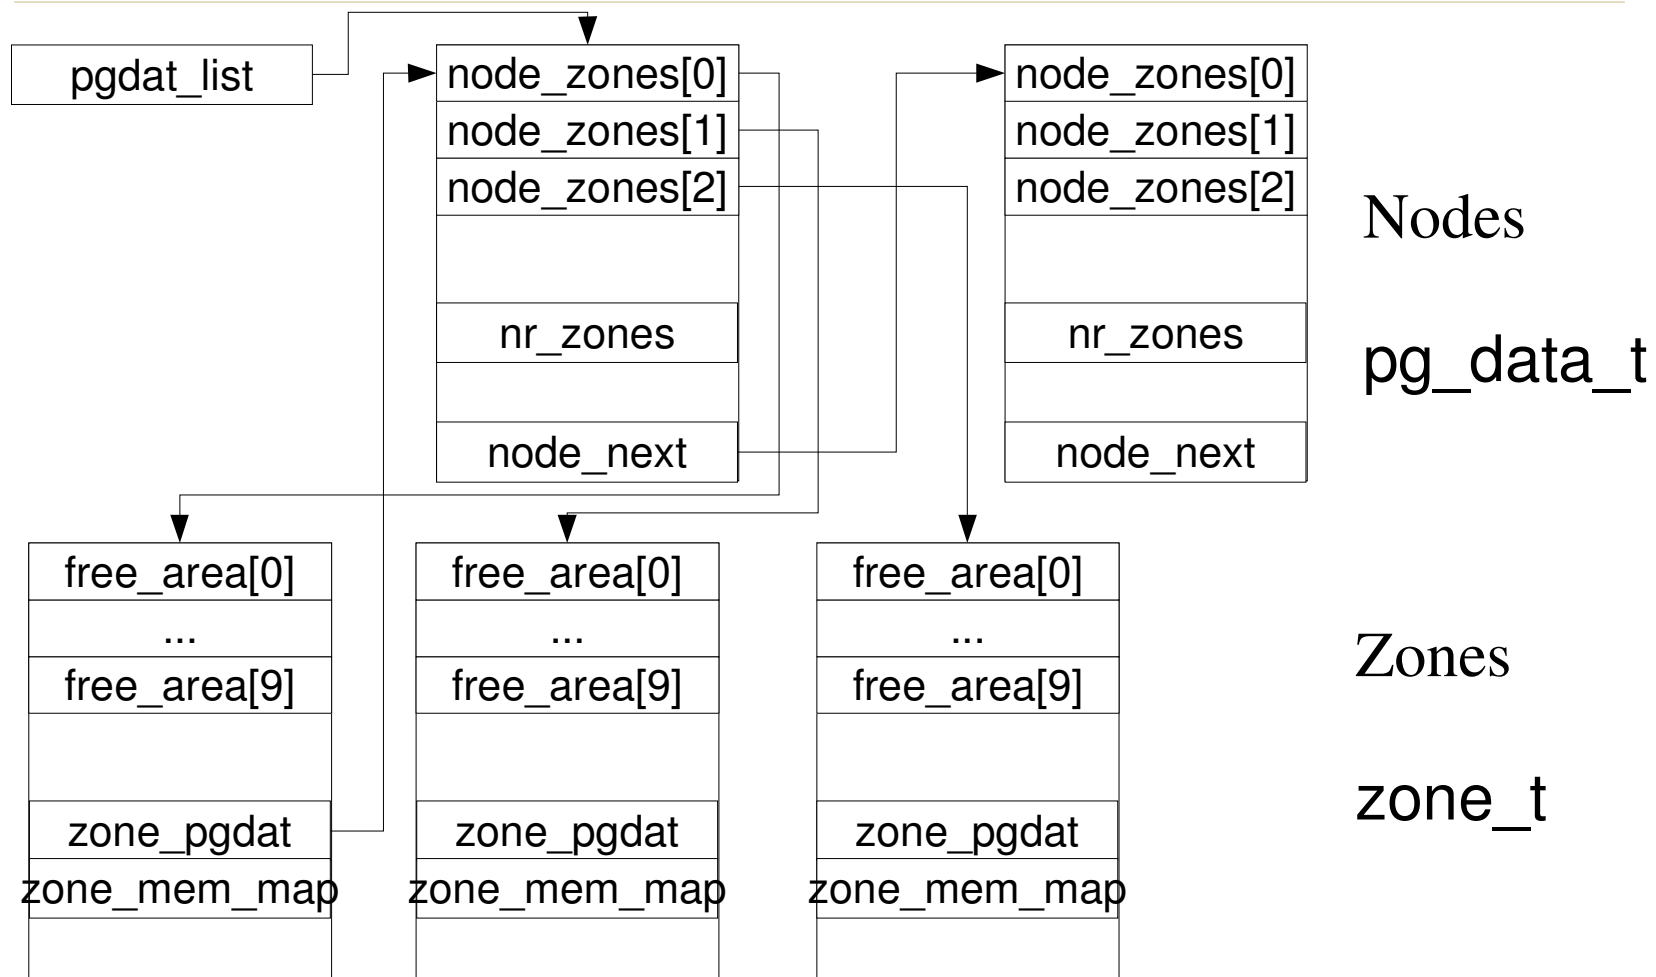 pgdat_list
node_zones[0]
node_zones[1]
node_zones[2]
nr_zones
node_next
node_zones[0]
node_zones[1]
node_zones[2]
nr_zones
node_next
Nodes
pg_data_t
free_area[0]
...
free_area[9]
zone_pgdat
zone_mem_map
free_area[0]
...
free_area[9]
zone_pgdat
zone_mem_map
free_area[0]
...
free_area[9]
zone_pgdat
zone_mem_map
Zones
zone_t